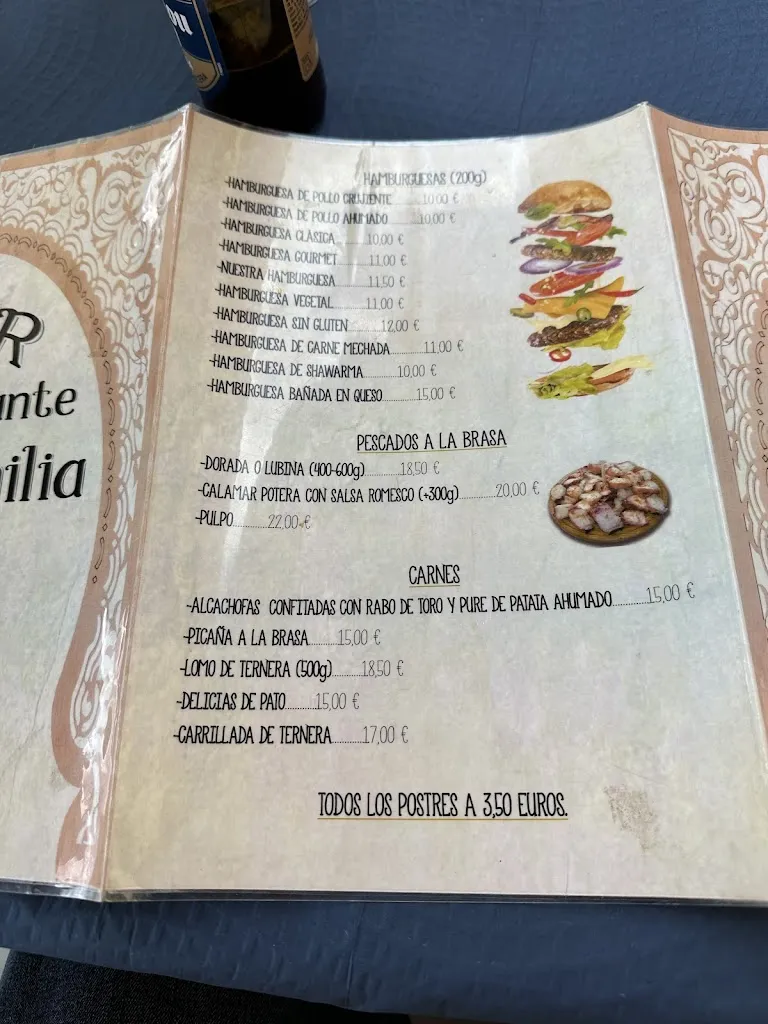 HAMBURGUESAS (200g)
-HAMBURGUESA DE POLLO CRUJIENTE..........10,00 €
-HAMBURGUESA DE POLLO AHUMADO..........10,00 €
-HAMBURGUESA CLÁSICA..........10,00 €
-HAMBURGUESA GOURMET..........11,00 €
-NUESTRA HAMBURGUESA..........11,50 €
-HAMBURGUESA VEGETAL..........11,00 €
-HAMBURGUESA SIN GLUTEN..........12,00 €
-HAMBURGUESA DE CARNE MECHADA..........11,00 €
-HAMBURGUESA DE SHAWARMA..........10,00 €
-HAMBURGUESA BAÑADA EN QUESO..........15,00 €
PESCADOS A LA BRASA
-DORADA O LUBINA (400-600g)..........18,50 €
-CALAMAR POTERA CON SALSA ROMESCO (+300g)..........20,00 €
-PULPO..........22,00 €
CARNES
-ALCACHOFAS CONFITADAS CON RABO DE TORO Y PURE DE PATATA AHUMADO..........15,00 €
-PICAÑA A LA BRASA..........15,00 €
-LOMO DE TERNERA (500g)..........18,50 €
-DELICIAS DE PATO..........15,00 €
-CARRILLADA DE TERNERA..........17,00 €
TODOS LOS POSTRES A 3,50 EUROS.
R
ante
ilia